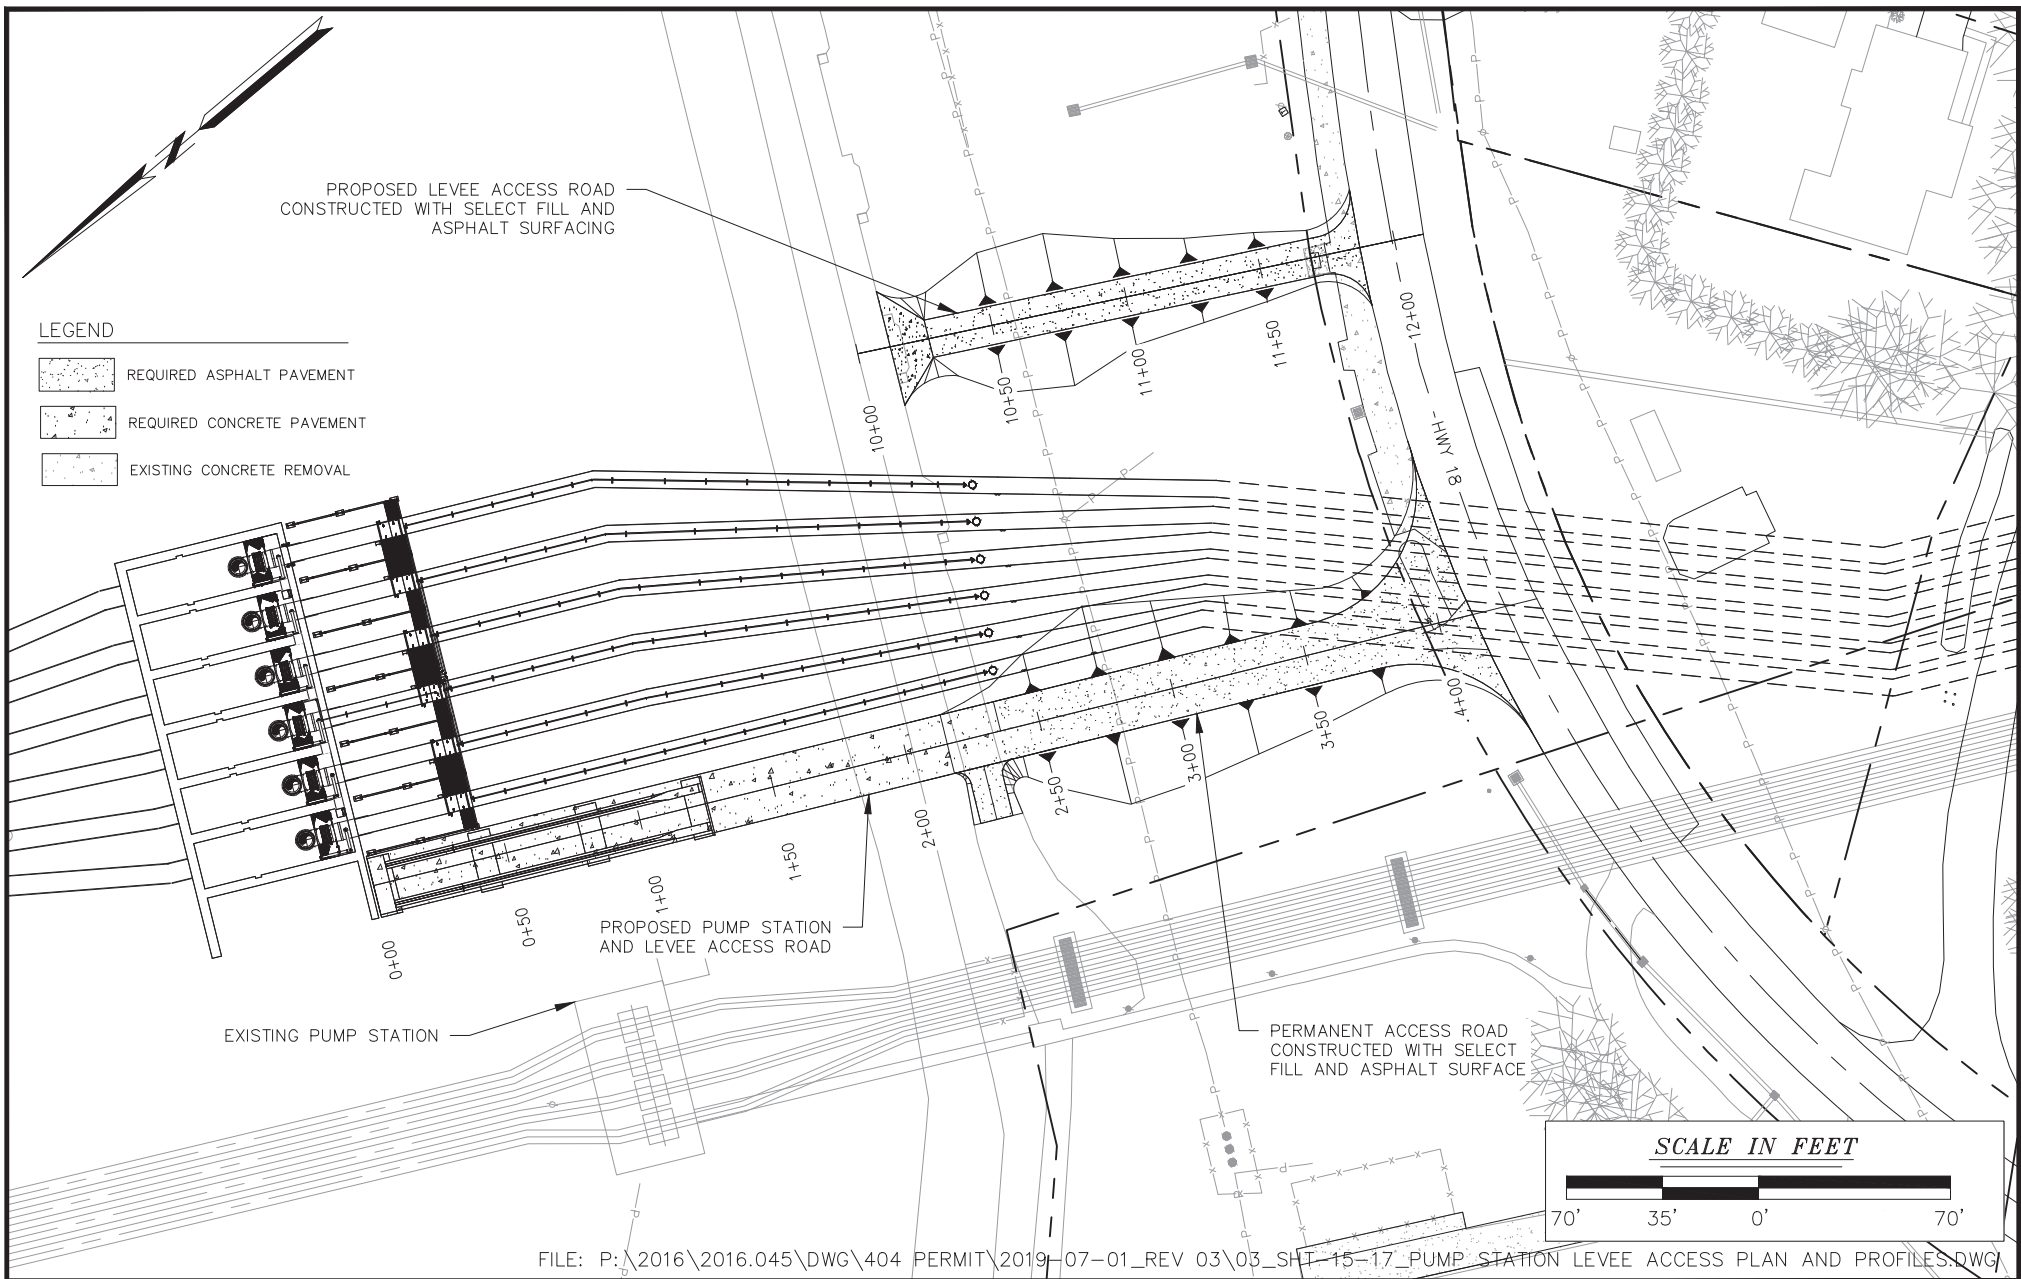 PROPOSED LEVEE ACCESS ROAD
CONSTRUCTED WITH SELECT FILL AND
ASPHALT SURFACING
LEGEND
REQUIRED ASPHALT PAVEMENT
REQUIRED CONCRETE PAVEMENT
EXISTING CONCRETE REMOVAL
10+00
10+50
11+00
11+50
12+00
HWY 18
0+00
0+50
1+00
1+50
2+00
2+50
3+00
3+50
4+00
PROPOSED PUMP STATION
AND LEVEE ACCESS ROAD
EXISTING PUMP STATION
PERMANENT ACCESS ROAD
CONSTRUCTED WITH SELECT
FILL AND ASPHALT SURFACE
SCALE IN FEET
70' 35' 0' 70'
FILE: P:\2016\2016.045\DWG\404 PERMIT\2019-07-01_REV 03\03_SHT-15-17_PUMP STATION LEVEE ACCESS PLAN AND PROFILES.DWG